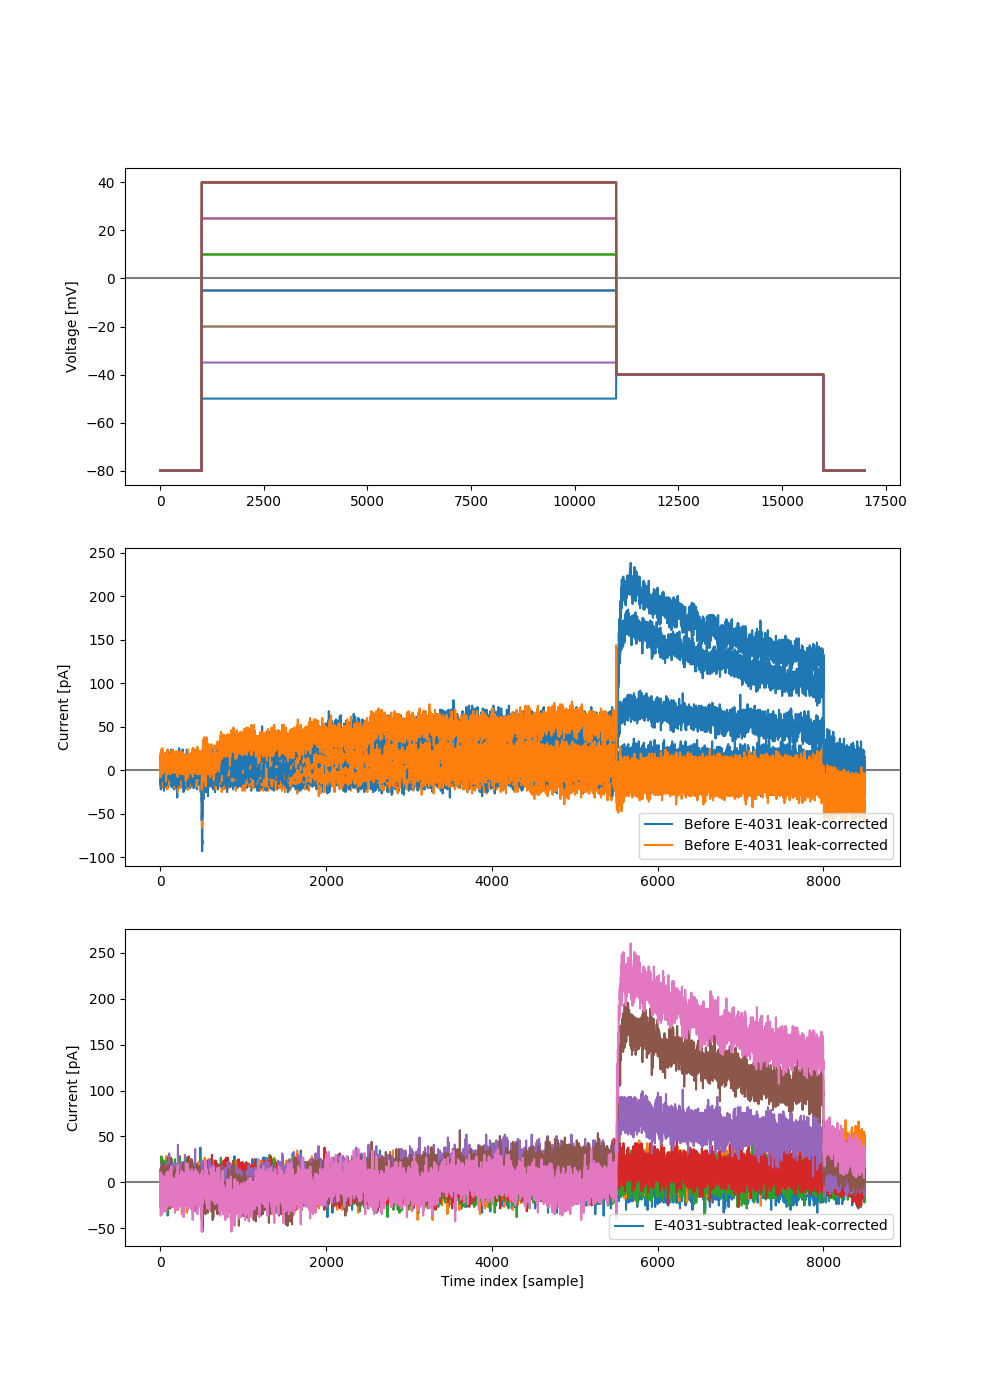 40
20
0
−20
−40
−60
−80
Voltage [mV]
0 2500 5000 7500 10000 12500 15000 17500
250
200
150
100
50
0
−50
−100
Current [pA]
Before E-4031 leak-corrected
Before E-4031 leak-corrected
0 2000 4000 6000 8000
250
200
150
100
50
0
−50
Current [pA]
E-4031-subtracted leak-corrected
0 2000 4000 6000 8000
Time index [sample]